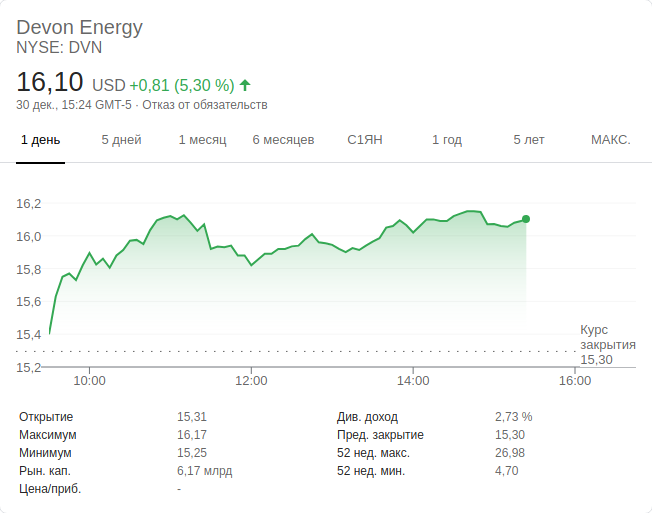 Devon Energy
NYSE: DVN
16,10 USD +0,81 (5,30 %)
30 дек., 15:24 GMT-5 · Отказ от обязательств
1 день 5 дней 1 месяц 6 месяцев С1ЯН 1 год 5 лет МАКС.
16,2
16,0
15,8
15,6
15,4
15,2
Курс
закрытия
15,30
10:00 12:00 14:00 16:00
Открытие 15,31 Див. доход 2,73 %
Максимум 16,17 Пред. закрытие 15,30
Минимум 15,25 52 нед. макс. 26,98
Рын. кап. 6,17 млрд 52 нед. мин. 4,70
Цена/приб. -